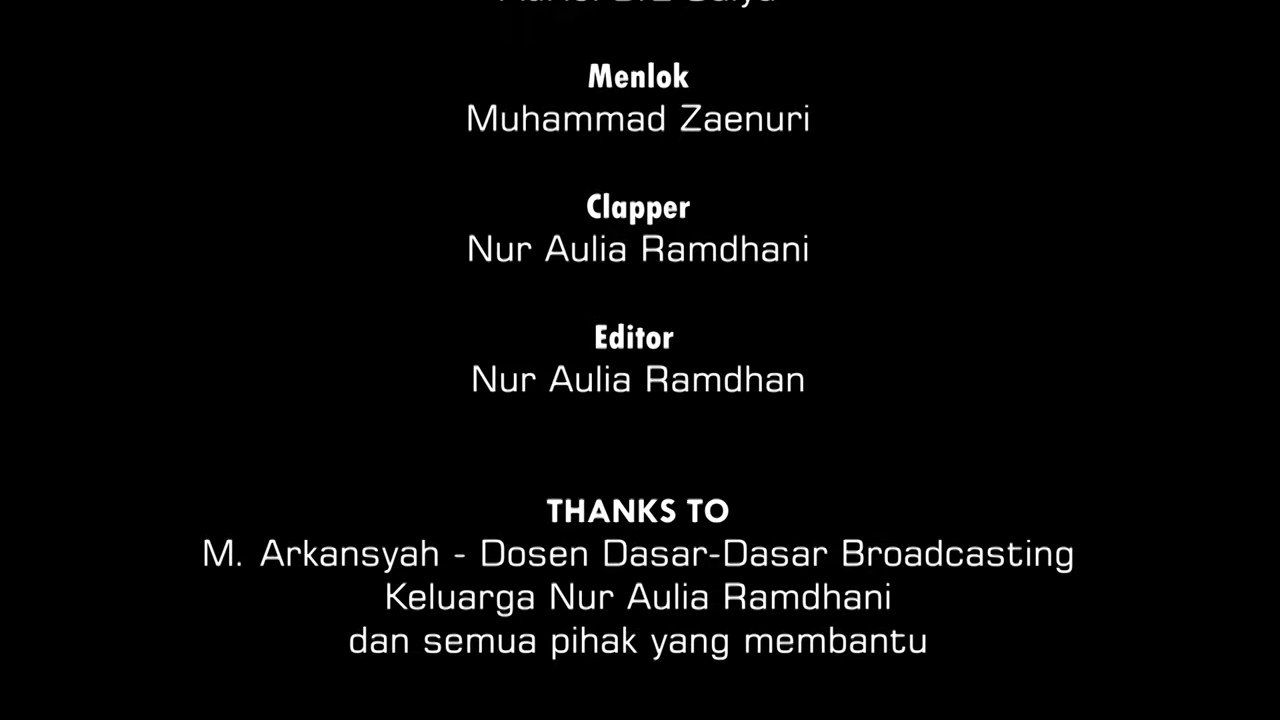 Menlok
Muhammad Zaenuri
Clapper
Nur Aulia Ramdhani
Editor
Nur Aulia Ramdhan
THANKS TO
M. Arkansyah - Dosen Dasar-Dasar Broadcasting
Keluarga Nur Aulia Ramdhani
dan semua pihak yang membantu